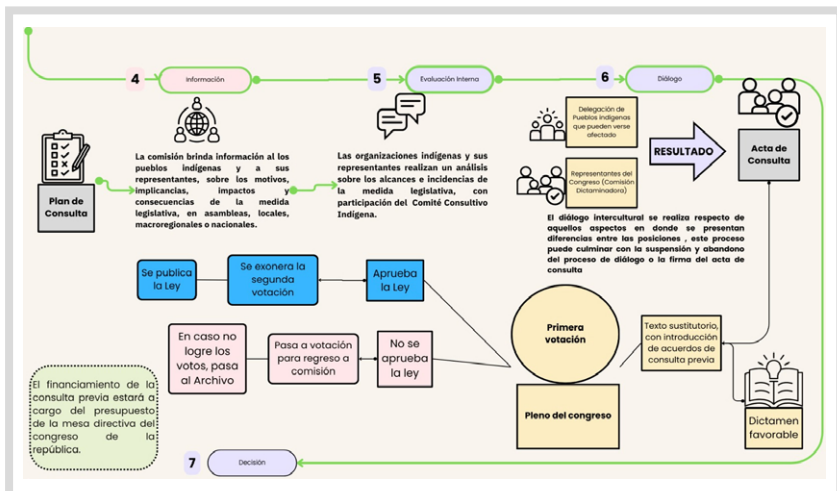 4
Información
5
Evaluación Interna
6
Diálogo
Plan de
Consulta
La comisión brinda información al los
pueblos indígenas y a sus
representantes, sobre los motivos,
implicancias, impactos y
consecuencias de la medida
legislativa, en asambleas, locales,
macroregionales o nacionales.
Las organizaciones indígenas y sus
representantes realizan un análisis
sobre los alcances e incidencias de
la medida legislativa, con
participación del Comité Consultivo
Indígena.
Delegación de
Pueblos Indígenas
que pueden verse
afectado
Representantes del
Congreso (Comisión
Dictaminadora)
RESULTADO
Acta de
Consulta
El diálogo intercultural se realiza respecto de
aquellos aspectos en donde se presentan
diferencias entre las posiciones , este proceso
puede culminar con la suspensión y abandono
del proceso de diálogo o la firma del acta de
consulta
Se publica
la Ley
Se exonera la
segunda
votación
Aprueba
la Ley
En caso no
logre los
votos, pasa
al Archivo
Pasa a votación
para regreso a
comisión
No se
aprueba
la ley
Primera
votación
Pleno del congreso
Texto sustitutorio,
con introducción
de acuerdos de
consulta previa
Dictamen
favorable
El financiamiento de la
consulta previa estará a
cargo del presupuesto
de la mesa directiva del
congreso de la
república.
7
Decisión